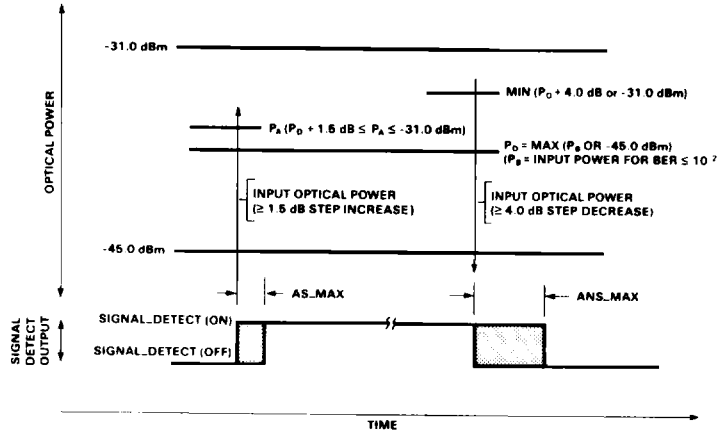 -31.0 dBm
MIN (P_D + 4.0 dB or -31.0 dBm)
P_A (P_D + 1.5 dB ≤ P_A ≤ -31.0 dBm)
P_D = MAX (P_B OR -45.0 dBm)
(P_B = INPUT POWER FOR BER ≤ 10⁻²
OPTICAL POWER
INPUT OPTICAL POWER
(≥ 1.5 dB STEP INCREASE)
INPUT OPTICAL POWER
(≥ 4.0 dB STEP DECREASE)
-45.0 dBm
AS_MAX
ANS_MAX
SIGNAL
DETECT
OUTPUT
SIGNAL_DETECT (ON)
SIGNAL_DETECT (OFF)
TIME